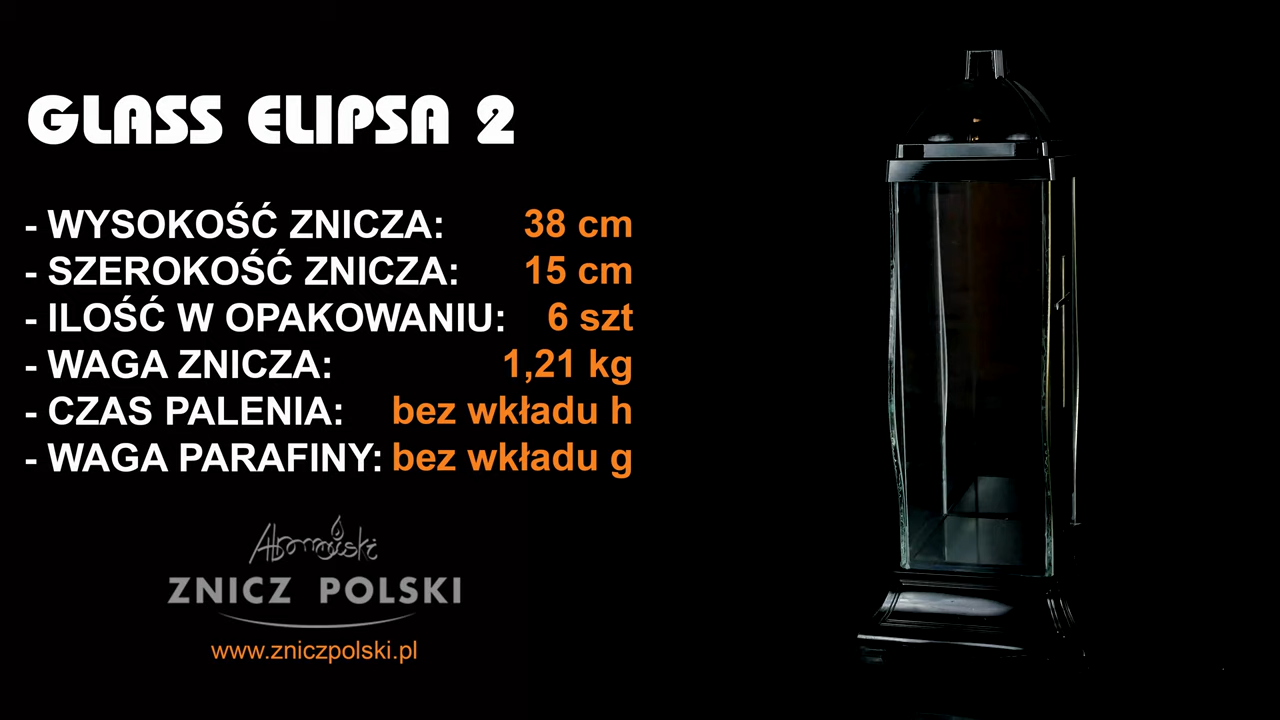 GLASS ELIPSA 2
- WYSOKOŚĆ ZNICZA: 38 cm
- SZEROKOŚĆ ZNICZA: 15 cm
- ILOŚĆ W OPAKOWANIU: 6 szt
- WAGA ZNICZA: 1,21 kg
- CZAS PALENIA: bez wkładu h
- WAGA PARAFINY: bez wkładu g
ZNICZ POLSKI
www.zniczpolski.pl